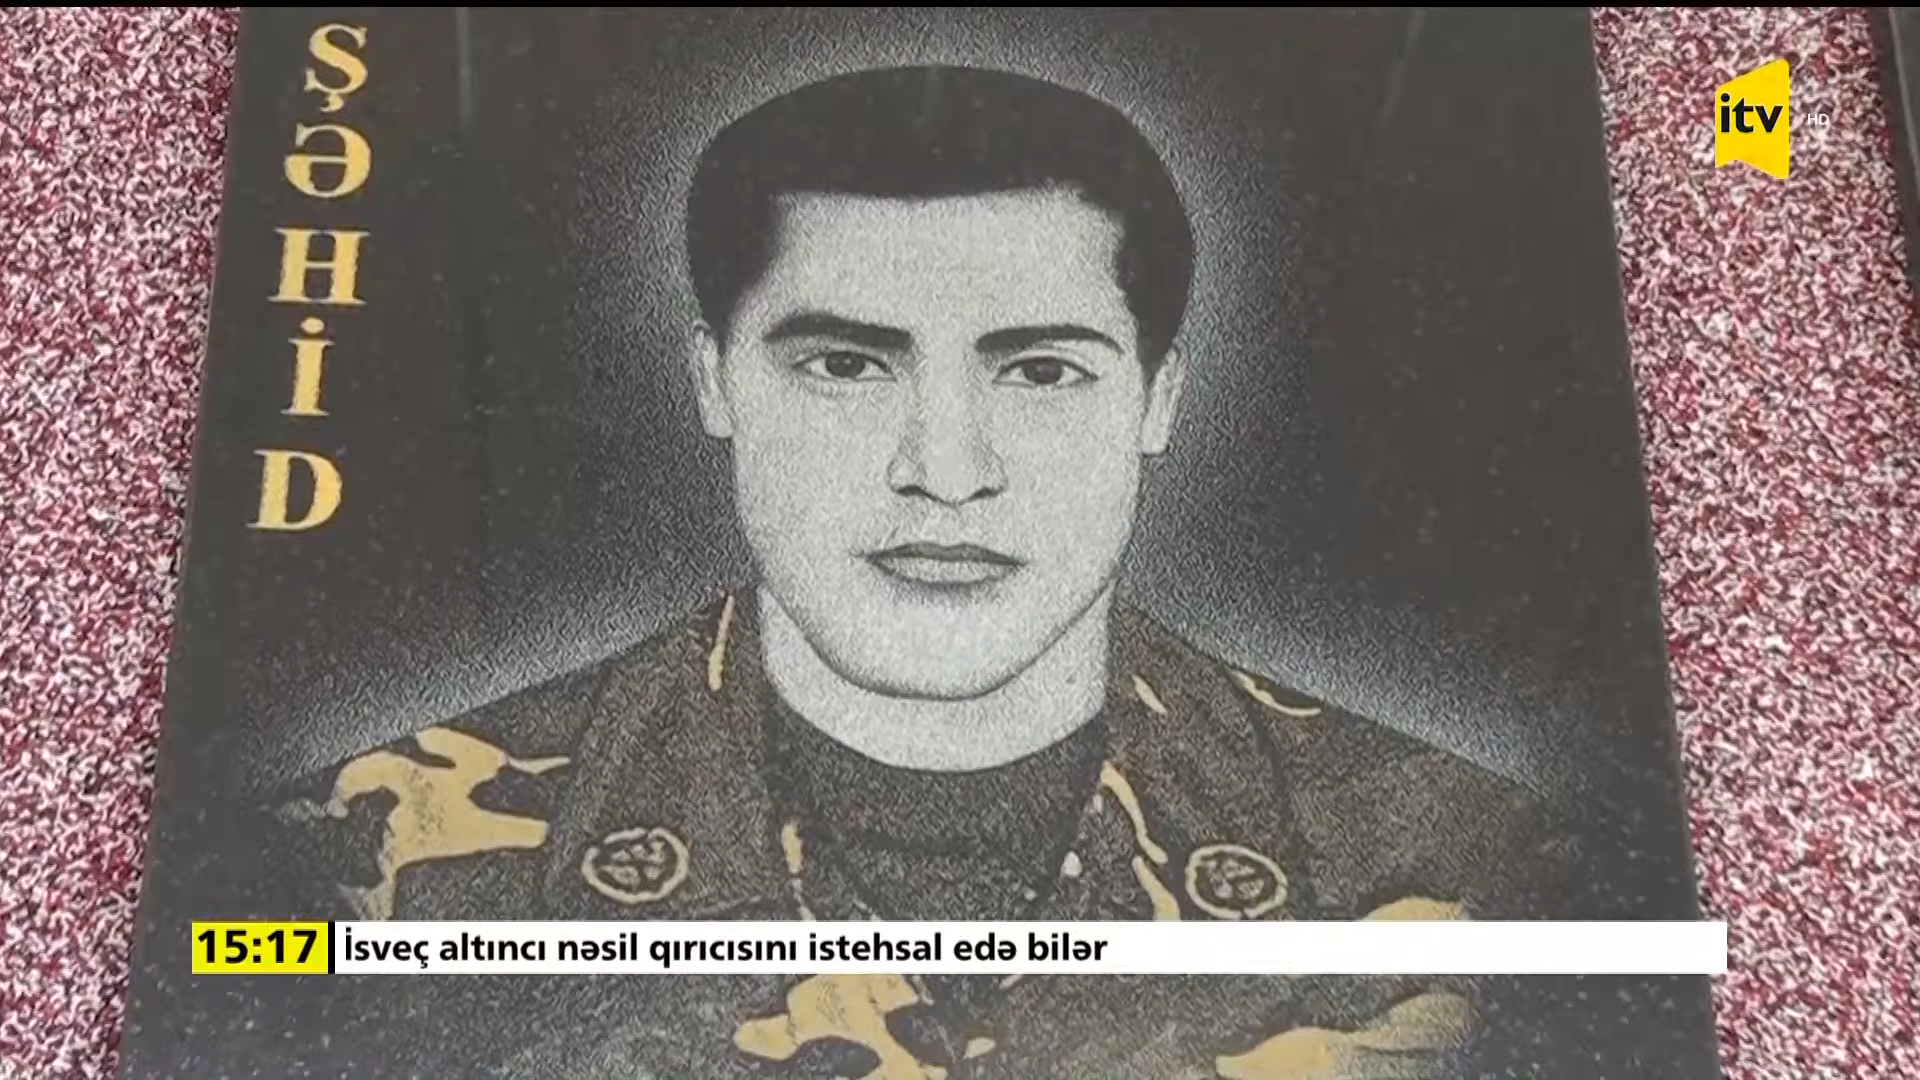 ŞƏHİD
itv HD
15:17 İsveç altıncı nəsil qırıcısını istehsal edə bilər